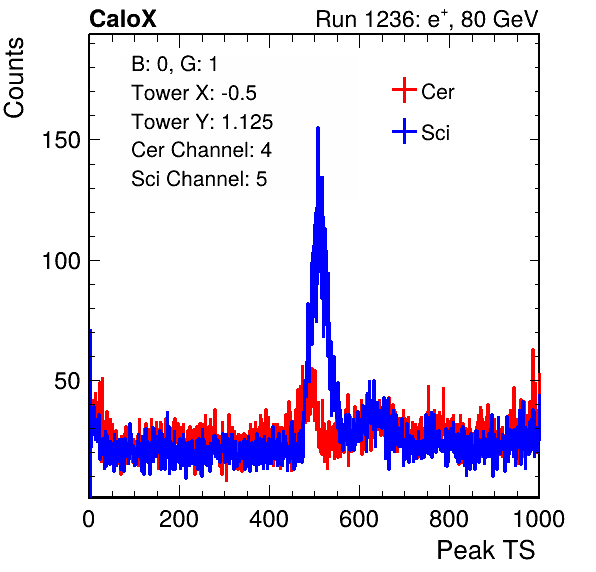 CaloX Run 1236: e⁺, 80 GeV
Counts
B: 0, G: 1
Tower X: -0.5
Tower Y: 1.125
Cer Channel: 4
Sci Channel: 5
Cer
Sci
150
100
50
0 200 400 600 800 1000
Peak TS